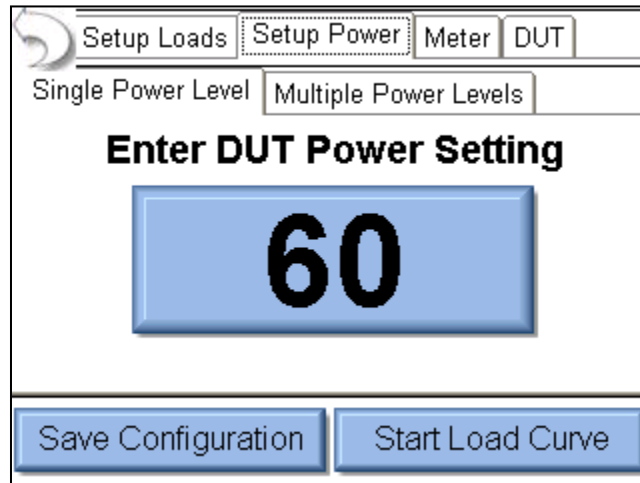 Setup Loads Setup Power Meter DUT
Single Power Level Multiple Power Levels
Enter DUT Power Setting
60
Save Configuration Start Load Curve